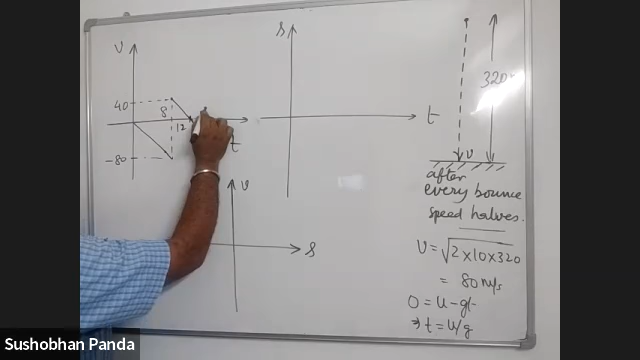 v
40
8
12
-80
t
s
t
v
s
320
v
after
every bounce
speed halves.
v = √2×10×320
= 80 m/s
0 = u - gt
⇒ t = u/g
Sushobhan Panda